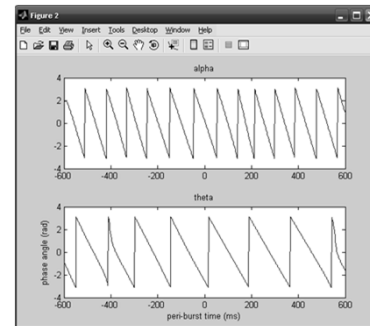 Figure 2
File Edit View Insert Tools Desktop Window Help
alpha
4
2
0
-2
-4
-600 -400 -200 0 200 400 600
theta
4
2
0
-2
-4
phase angle (rad)
-600 -400 -200 0 200 400 600
peri-burst time (ms)